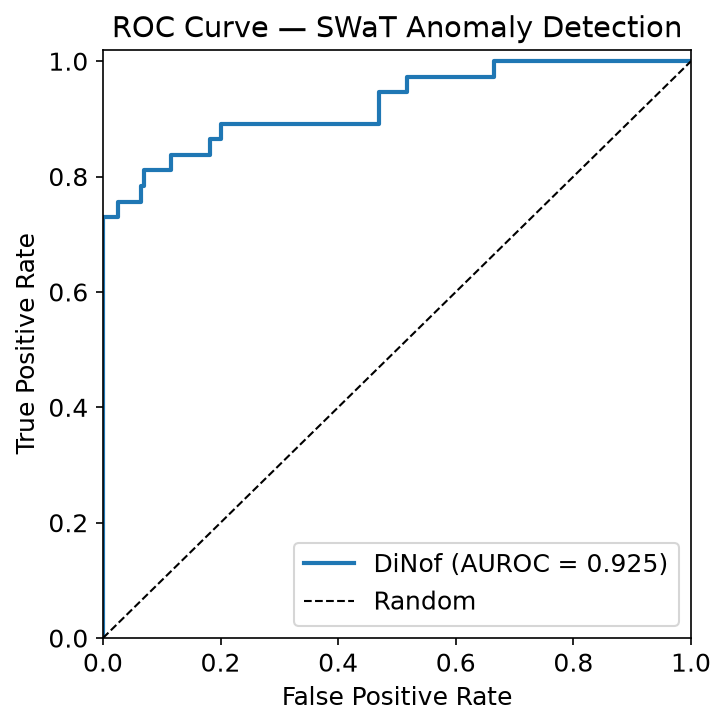 ROC Curve — SWaT Anomaly Detection
1.0
0.8
0.6
0.4
0.2
0.0
True Positive Rate
DiNof (AUROC = 0.925)
Random
0.0 0.2 0.4 0.6 0.8 1.0
False Positive Rate